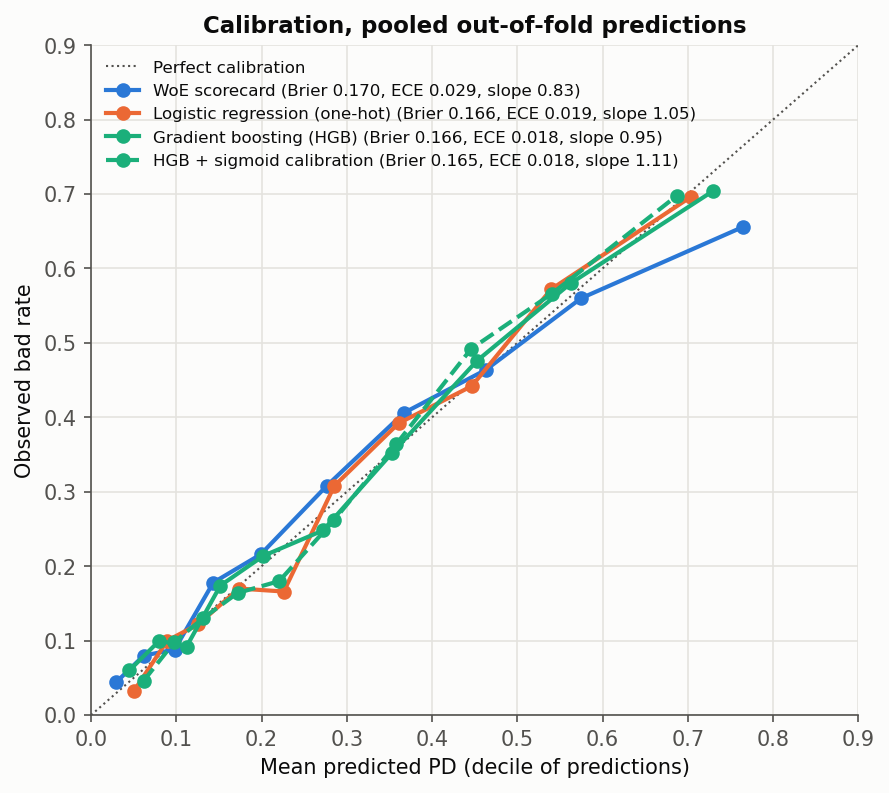 Calibration, pooled out-of-fold predictions
0.9
Perfect calibration
WoE scorecard (Brier 0.170, ECE 0.029, slope 0.83)
Logistic regression (one-hot) (Brier 0.166, ECE 0.019, slope 1.05)
0.8
Gradient boosting (HGB) (Brier 0.166, ECE 0.018, slope 0.95)
HGB + sigmoid calibration (Brier 0.165, ECE 0.018, slope 1.11)
0.7
0.6
0.5
0.4
0.3
0.2
0.1
0.0
Observed bad rate
0.0 0.1 0.2 0.3 0.4 0.5 0.6 0.7 0.8 0.9
Mean predicted PD (decile of predictions)